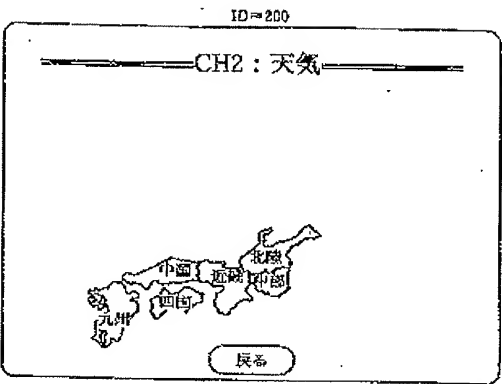 ID=200
CH2：天気
北陸
中国 近畿 中部
四国
九州
戻る